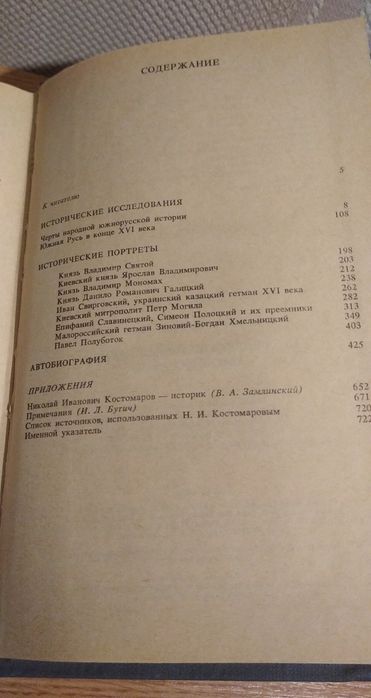 СОДЕРЖАНИЕ
К читателю 5
ИСТОРИЧЕСКИЕ ИССЛЕДОВАНИЯ
Черты народной южнорусской истории 8
Южная Русь в конце XVI века 108
ИСТОРИЧЕСКИЕ ПОРТРЕТЫ
Князь Владимир Святой 198
Киевский князь Ярослав Владимирович 203
Князь Владимир Мономах 212
Князь Данило Романович Галицкий 238
Иван Свирговский, украинский казацкий гетман XVI века 262
Киевский митрополит Петр Могила 282
Епифаний Славинецкий, Симеон Полоцкий и их преемники 313
Малороссийский гетман Зиновий-Богдан Хмельницкий 349
Павел Полуботок 403
АВТОБИОГРАФИЯ 425
ПРИЛОЖЕНИЯ
Николай Иванович Костомаров — историк (В. А. Замлинский) 652
Примечания (И. Л. Бутич) 671
Список источников, использованных Н. И. Костомаровым 720
Именной указатель 722